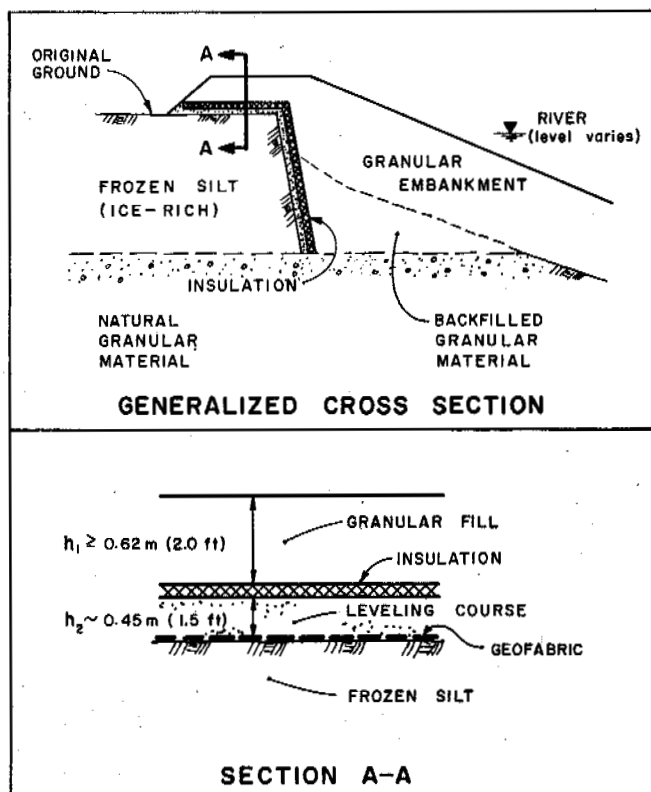 ORIGINAL
GROUND
A
A
RIVER
(level varies)
GRANULAR
EMBANKMENT
FROZEN SILT
(ICE-RICH)
INSULATION
NATURAL
GRANULAR
MATERIAL
BACKFILLED
GRANULAR
MATERIAL
GENERALIZED CROSS SECTION
GRANULAR FILL
h₁ ≥ 0.62 m (2.0 ft)
INSULATION
h₂ ~ 0.45 m (1.5 ft)
LEVELING COURSE
GEOFABRIC
FROZEN SILT
SECTION A-A